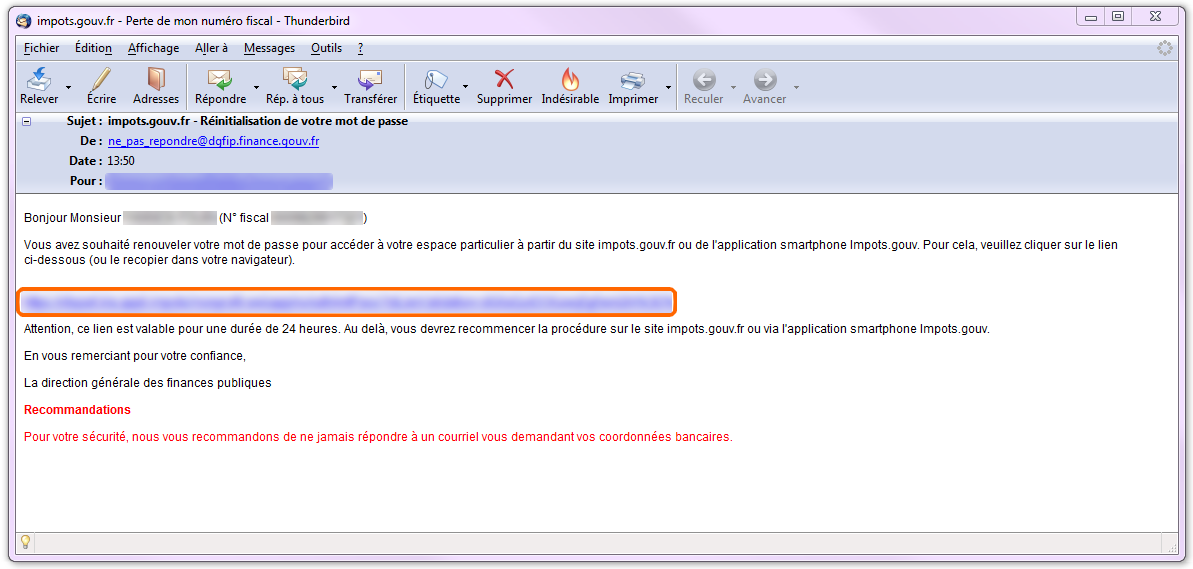 impots.gouv.fr - Perte de mon numéro fiscal - Thunderbird
Fichier Édition Affichage Aller à Messages Outils ?
Relever Écrire Adresses Répondre Rép. à tous Transférer Étiquette Supprimer Indésirable Imprimer Reculer Avancer
Sujet : impots.gouv.fr - Réinitialisation de votre mot de passe
De : ne_pas_repondre@dgfip.finance.gouv.fr
Date : 13:50
Pour :
Bonjour Monsieur (N° fiscal )
Vous avez souhaité renouveler votre mot de passe pour accéder à votre espace particulier à partir du site impots.gouv.fr ou de l'application smartphone Impots.gouv. Pour cela, veuillez cliquer sur le lien
ci-dessous (ou le recopier dans votre navigateur).
Attention, ce lien est valable pour une durée de 24 heures. Au delà, vous devrez recommencer la procédure sur le site impots.gouv.fr ou via l'application smartphone Impots.gouv.
En vous remerciant pour votre confiance,
La direction générale des finances publiques
Recommandations
Pour votre sécurité, nous vous recommandons de ne jamais répondre à un courriel vous demandant vos coordonnées bancaires.